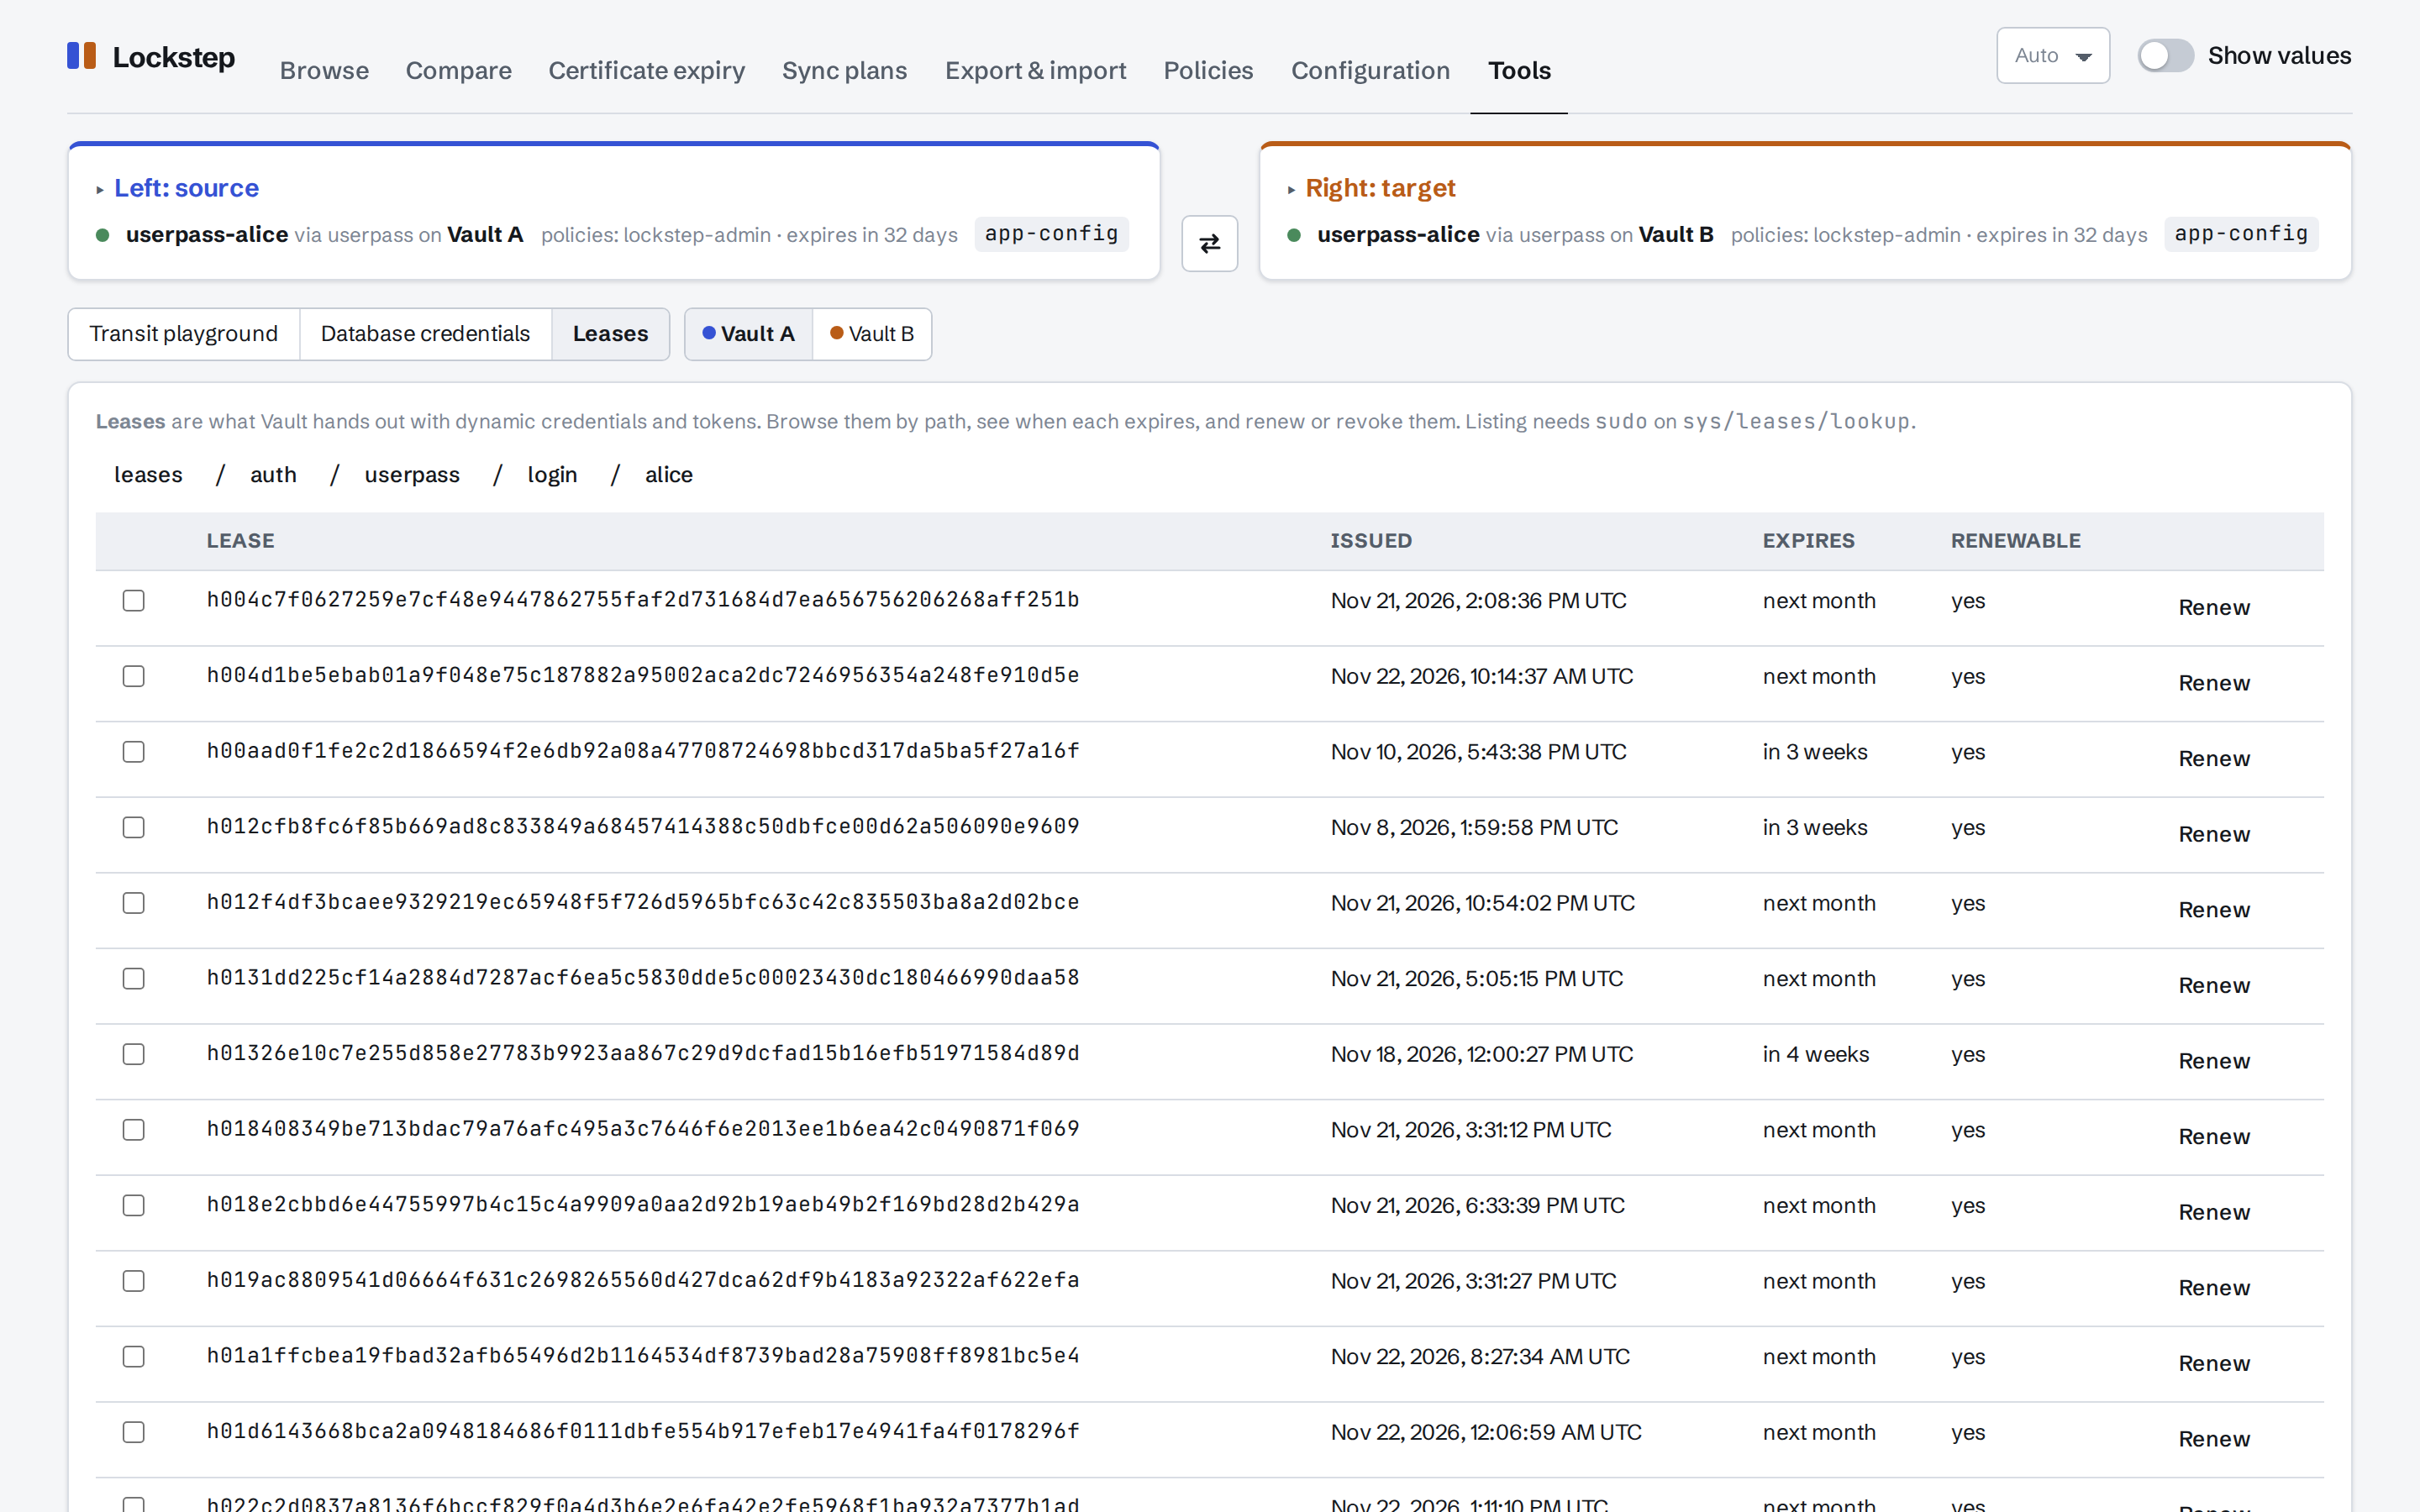 Lockstep Browse Compare Certificate expiry Sync plans Export & import Policies Configuration Tools Auto Show values
Left: source
userpass-alice via userpass on Vault A policies: lockstep-admin · expires in 32 days app-config
Right: target
userpass-alice via userpass on Vault B policies: lockstep-admin · expires in 32 days app-config
Transit playground Database credentials Leases Vault A Vault B
Leases are what Vault hands out with dynamic credentials and tokens. Browse them by path, see when each expires, and renew or revoke them. Listing needs sudo on sys/leases/lookup.
leases / auth / userpass / login / alice
LEASE ISSUED EXPIRES RENEWABLE
h004c7f0627259e7cf48e9447862755faf2d731684d7ea656756206268aff251b Nov 21, 2026, 2:08:36 PM UTC next month yes Renew
h004d1be5ebab01a9f048e75c187882a95002aca2dc7246956354a248fe910d5e Nov 22, 2026, 10:14:37 AM UTC next month yes Renew
h00aad0f1fe2c2d1866594f2e6db92a08a47708724698bbcd317da5ba5f27a16f Nov 10, 2026, 5:43:38 PM UTC in 3 weeks yes Renew
h012cfb8fc6f85b669ad8c833849a68457414388c50dbfce00d62a506090e9609 Nov 8, 2026, 1:59:58 PM UTC in 3 weeks yes Renew
h012f4df3bcaee9329219ec65948f5f726d5965bfc63c42c835503ba8a2d02bce Nov 21, 2026, 10:54:02 PM UTC next month yes Renew
h0131dd225cf14a2884d7287acf6ea5c5830dde5c00023430dc180466990daa58 Nov 21, 2026, 5:05:15 PM UTC next month yes Renew
h01326e10c7e255d858e27783b9923aa867c29d9dcfad15b16efb51971584d89d Nov 18, 2026, 12:00:27 PM UTC in 4 weeks yes Renew
h018408349be713bdac79a76afc495a3c7646f6e2013ee1b6ea42c0490871f069 Nov 21, 2026, 3:31:12 PM UTC next month yes Renew
h018e2cbbd6e44755997b4c15c4a9909a0aa2d92b19aeb49b2f169bd28d2b429a Nov 21, 2026, 6:33:39 PM UTC next month yes Renew
h019ac8809541d06664f631c2698265560d427dca62df9b4183a92322af622efa Nov 21, 2026, 3:31:27 PM UTC next month yes Renew
h01a1ffcbea19fbad32afb65496d2b1164534df8739bad28a75908ff8981bc5e4 Nov 22, 2026, 8:27:34 AM UTC next month yes Renew
h01d6143668bca2a0948184686f0111dbfe554b917efeb17e4941fa4f0178296f Nov 22, 2026, 12:06:59 AM UTC next month yes Renew
h022c2d0837a8136f6bccf829f0a4d3b6e2e6fa42e2fe5968f1ba932a7377b1ad Nov 22, 2026, 1:11:10 PM UTC next month yes